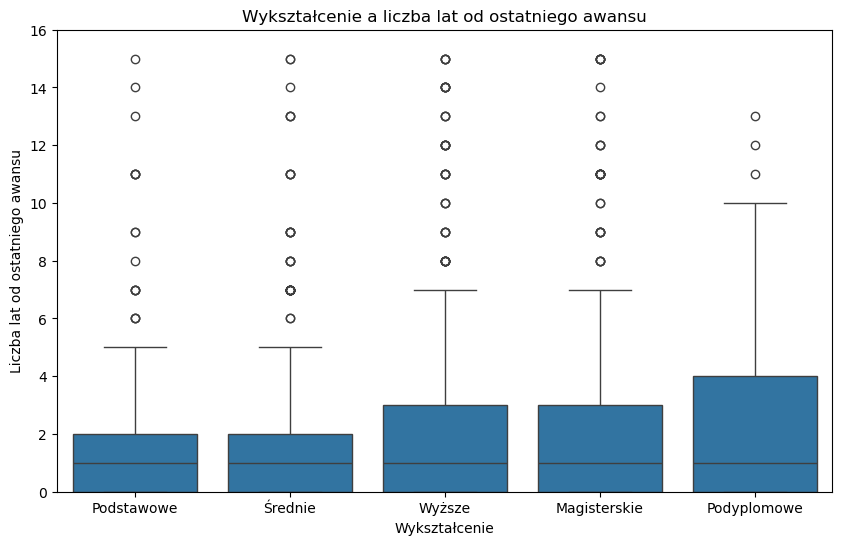 Wykształcenie a liczba lat od ostatniego awansu
Liczba lat od ostatniego awansu
16
14
12
10
8
6
4
2
0
Podstawowe
Średnie
Wyższe
Magisterskie
Podyplomowe
Wykształcenie